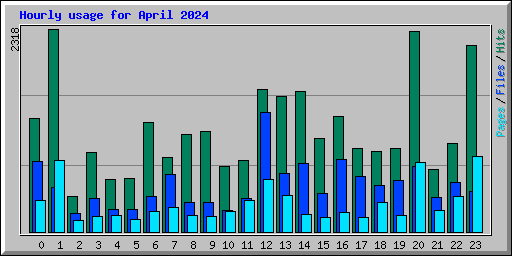 Hourly usage for April 2024
2318
Pages/Files/Hits
0 1 2 3 4 5 6 7 8 9 10 11 12 13 14 15 16 17 18 19 20 21 22 23